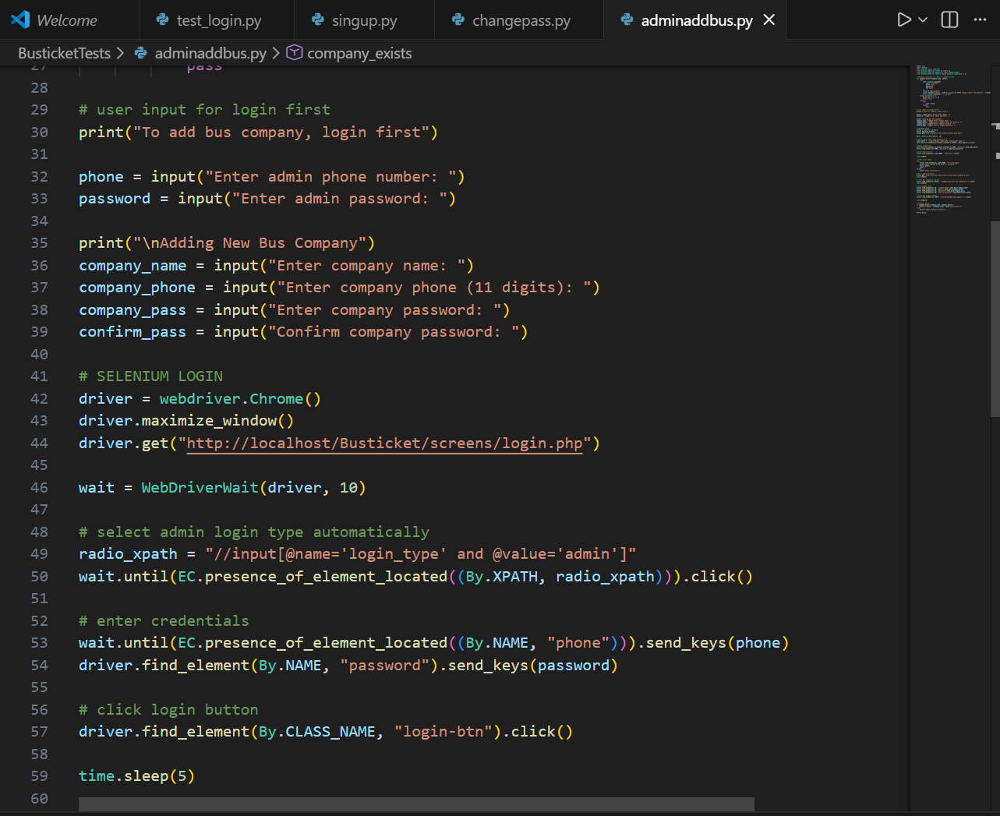 Welcome
test_login.py
singup.py
changepass.py
adminaddbus.py
BusticketTests > adminaddbus.py > company_exists
27 pass
28
29 # user input for login first
30 print("To add bus company, login first")
31
32 phone = input("Enter admin phone number: ")
33 password = input("Enter admin password: ")
34
35 print("\nAdding New Bus Company")
36 company_name = input("Enter company name: ")
37 company_phone = input("Enter company phone (11 digits): ")
38 company_pass = input("Enter company password: ")
39 confirm_pass = input("Confirm company password: ")
40
41 # SELENIUM LOGIN
42 driver = webdriver.Chrome()
43 driver.maximize_window()
44 driver.get("http://localhost/Busticket/screens/login.php")
45
46 wait = WebDriverWait(driver, 10)
47
48 # select admin login type automatically
49 radio_xpath = "//input[@name='login_type' and @value='admin']"
50 wait.until(EC.presence_of_element_located((By.XPATH, radio_xpath))).click()
51
52 # enter credentials
53 wait.until(EC.presence_of_element_located((By.NAME, "phone"))).send_keys(phone)
54 driver.find_element(By.NAME, "password").send_keys(password)
55
56 # click login button
57 driver.find_element(By.CLASS_NAME, "login-btn").click()
58
59 time.sleep(5)
60